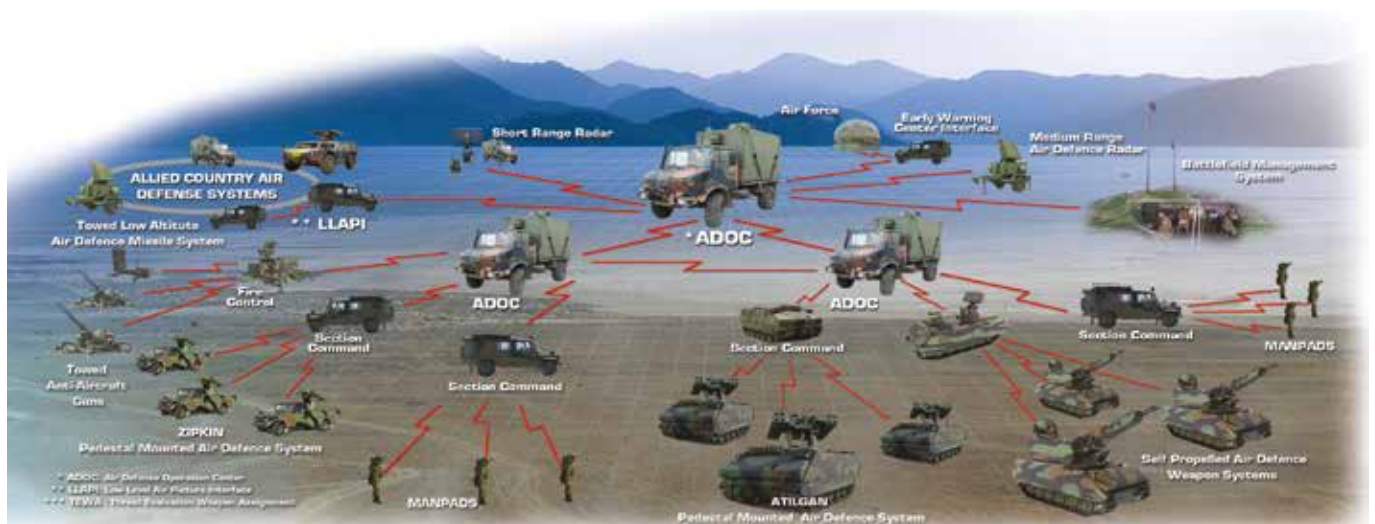 Air Force
Early Warning
Center Interface
Short Range Radar
Medium Range
Air Defence Radar
Battlefield Management
System
ALLIED COUNTRY AIR
DEFENSE SYSTEMS
** LLAPI
Towed Low Altitute
Air Defence Missile System
* ADOC
Fire
Control
ADOC
ADOC
Section
Command
Section Command
Section Command
Section Command
MANPADS
Towed
Anti-Aircraft
Guns
ZIPKIN
Pedestal Mounted Air Defence System
Self Propelled Air Defence
Weapon Systems
* ADOC: Air Defense Operation Center
** LLAPI: Low Level Air Picture Interface
*** TEWA: Threat Evaluation Weapon Assignment
MANPADS
ATILGAN
Pedestal Mounted Air Defence System